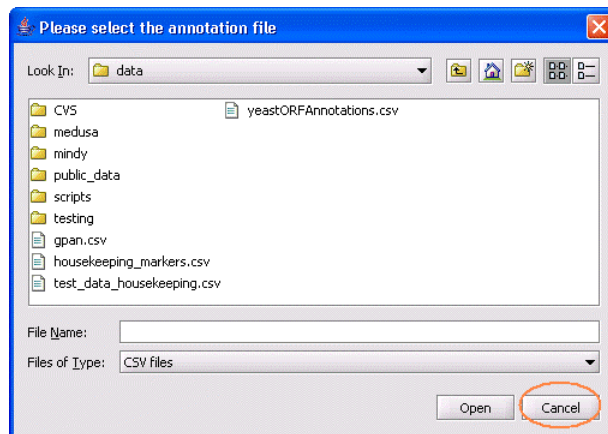 Please select the annotation file
Look In: data
CVS
medusa
mindy
public_data
scripts
testing
gpan.csv
housekeeping_markers.csv
test_data_housekeeping.csv
yeastORFAnnotations.csv
File Name:
Files of Type: CSV files
Open Cancel